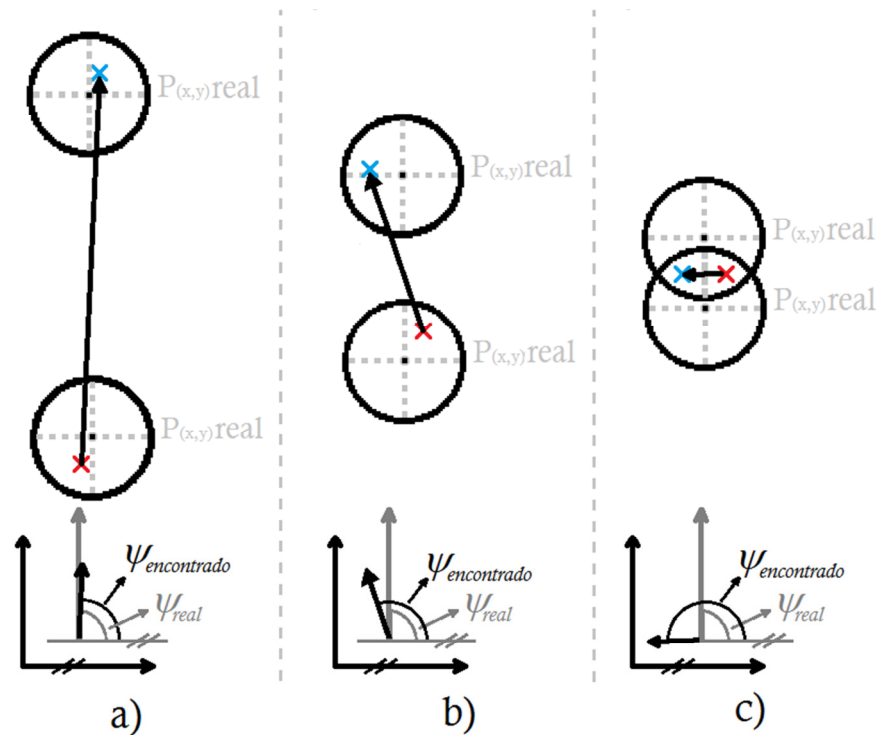 P(x,y)real
P(x,y)real
ψencontrado
ψreal
a)
P(x,y)real
P(x,y)real
ψencontrado
ψreal
b)
P(x,y)real
P(x,y)real
ψencontrado
ψreal
c)